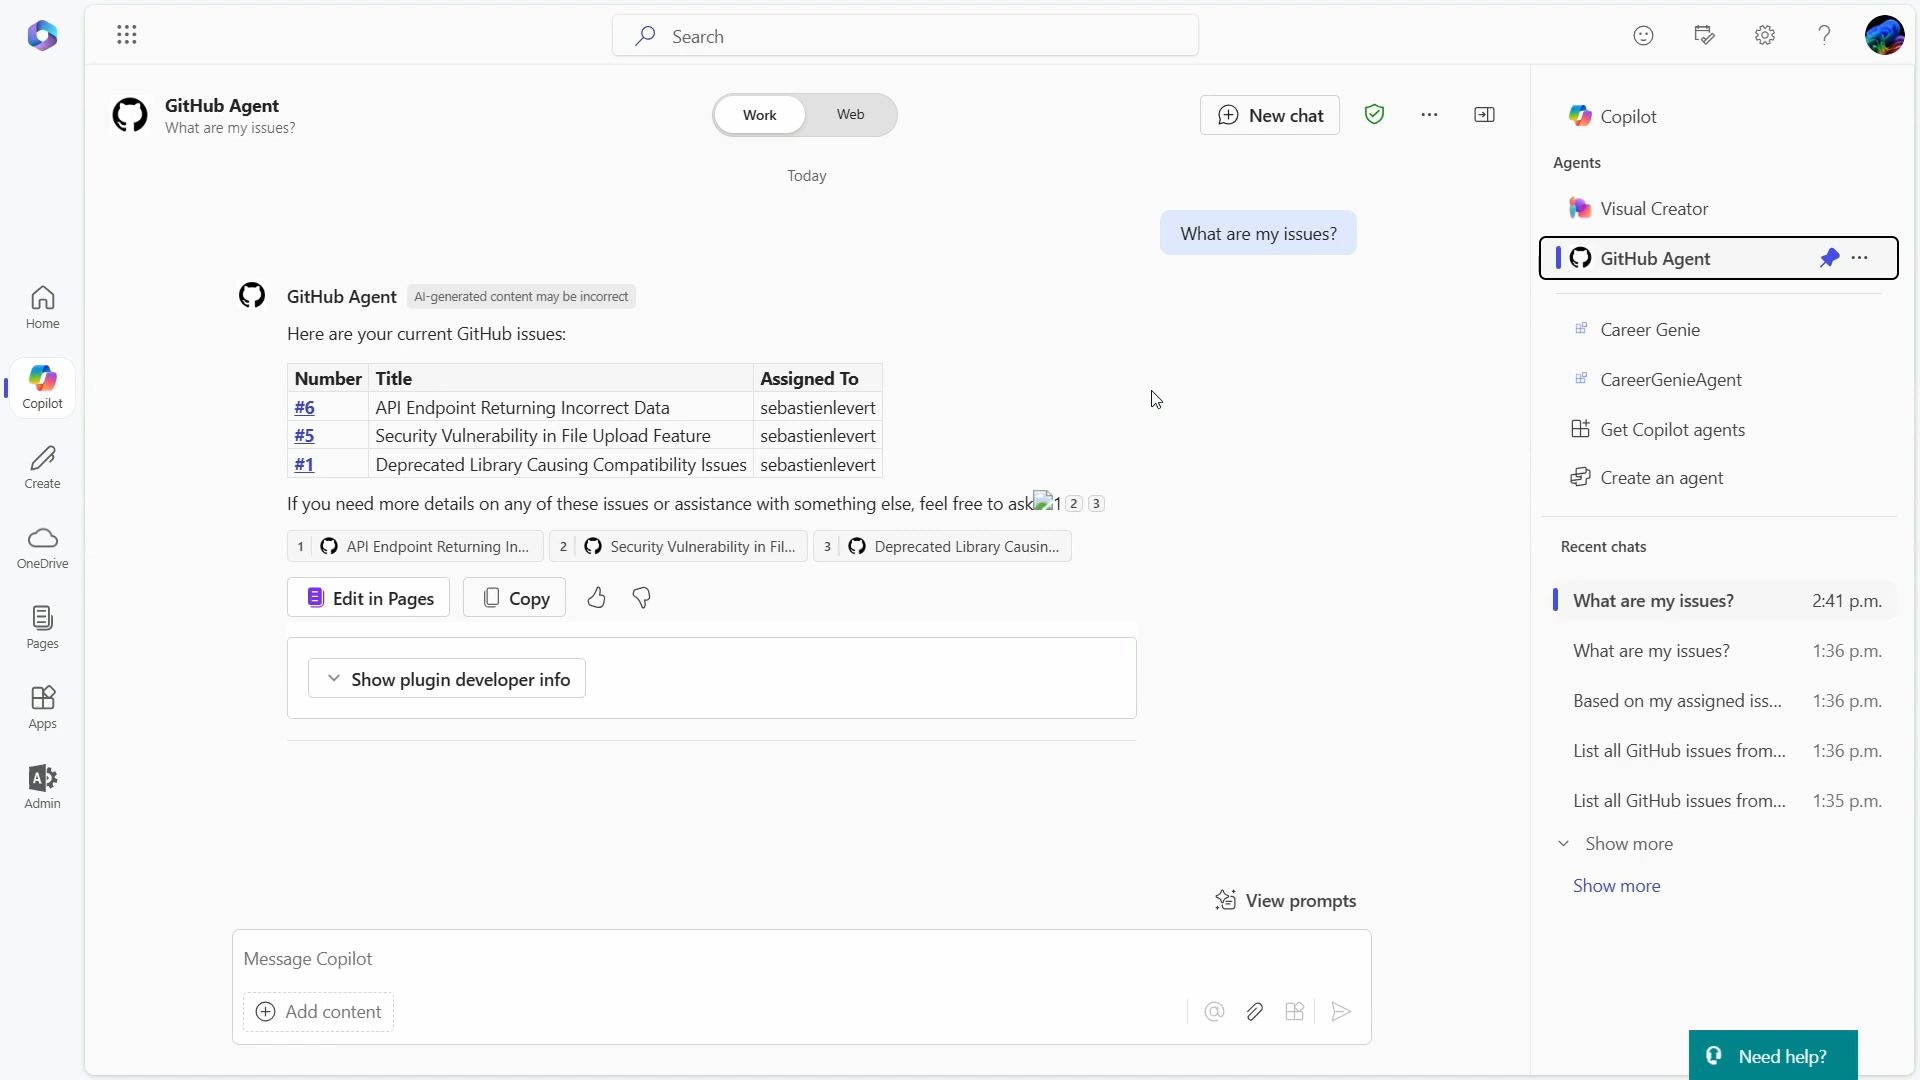 Search
GitHub Agent
What are my issues?
Work
Web
New chat
Today
What are my issues?
GitHub Agent
AI-generated content may be incorrect
Here are your current GitHub issues:
Number Title Assigned To
#6 API Endpoint Returning Incorrect Data sebastienlevert
#5 Security Vulnerability in File Upload Feature sebastienlevert
#1 Deprecated Library Causing Compatibility Issues sebastienlevert
If you need more details on any of these issues or assistance with something else, feel free to ask1 2 3
1 API Endpoint Returning In...
2 Security Vulnerability in Fil...
3 Deprecated Library Causin...
Edit in Pages
Copy
Show plugin developer info
View prompts
Message Copilot
Add content
Home
Copilot
Create
OneDrive
Pages
Apps
A
Admin
Copilot
Agents
Visual Creator
GitHub Agent
Career Genie
CareerGenieAgent
Get Copilot agents
Create an agent
Recent chats
What are my issues? 2:41 p.m.
What are my issues? 1:36 p.m.
Based on my assigned iss... 1:36 p.m.
List all GitHub issues from... 1:36 p.m.
List all GitHub issues from... 1:35 p.m.
Show more
Show more
Need help?